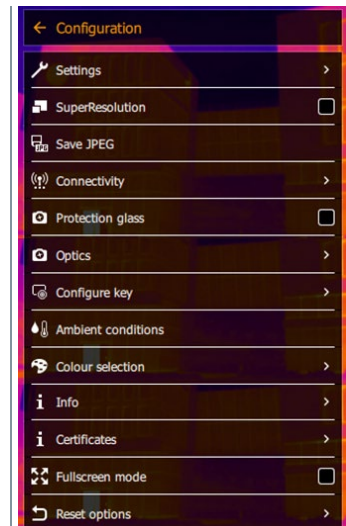 Configuration
Settings
SuperResolution
Save JPEG
Connectivity
Protection glass
Optics
Configure key
Ambient conditions
Colour selection
Info
Certificates
Fullscreen mode
Reset options